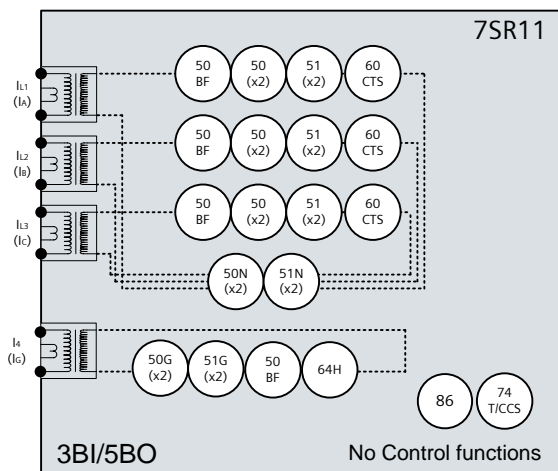 7SR11
IL1
(IA)
50
BF
50
(x2)
51
(x2)
60
CTS
IL2
(IB)
50
BF
50
(x2)
51
(x2)
60
CTS
IL3
(IC)
50
BF
50
(x2)
51
(x2)
60
CTS
50N
(x2)
51N
(x2)
I4
(IG)
50G
(x2)
51G
(x2)
50
BF
64H
86
74
T/CCS
3BI/5BO
No Control functions